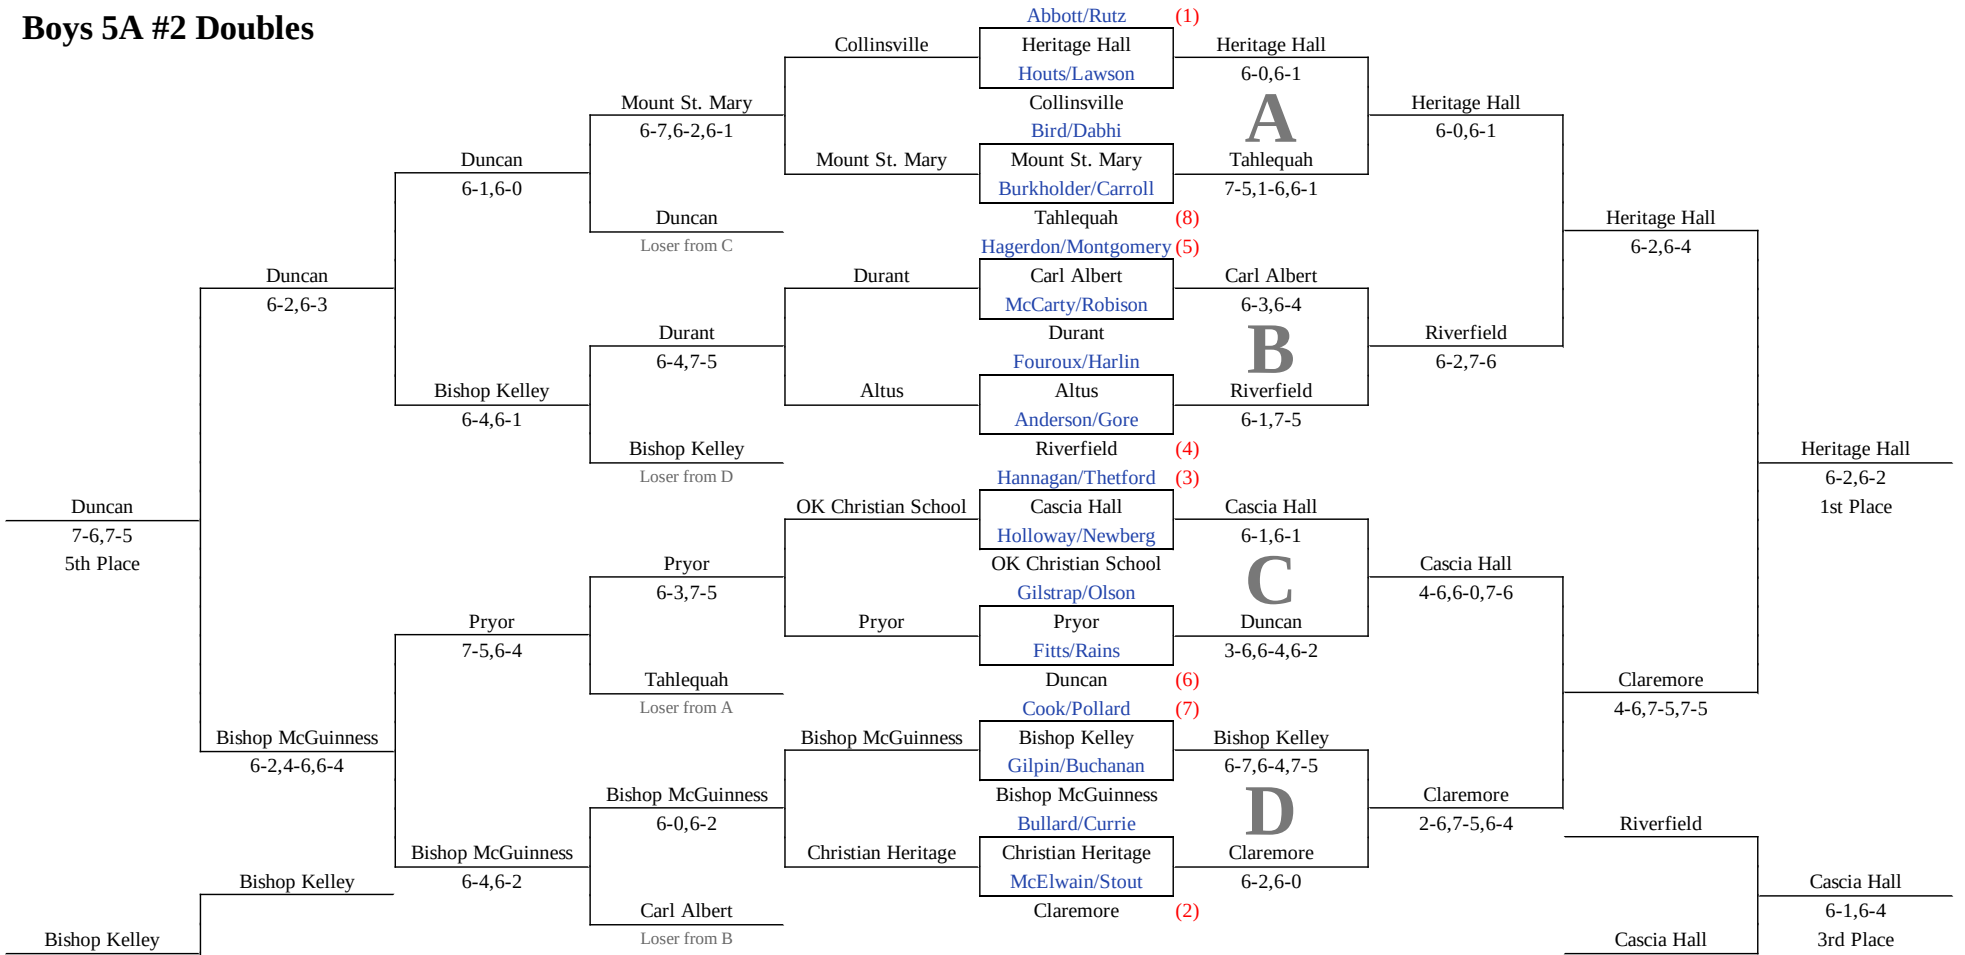 Boys 5A #2 Doubles
Abbott/Rutz (1)
Collinsville Heritage Hall Heritage Hall
Houts/Lawson 6-0,6-1
Mount St. Mary Collinsville Heritage Hall
6-7,6-2,6-1 Bird/Dabhi A 6-0,6-1
Duncan Mount St. Mary Mount St. Mary Tahlequah
6-1,6-0 Burkholder/Carroll 7-5,1-6,6-1
Duncan Tahlequah (8) Heritage Hall
Loser from C Hagerdon/Montgomery (5) 6-2,6-4
Duncan Durant Carl Albert Carl Albert
6-2,6-3 McCarty/Robison 6-3,6-4
Durant Durant Riverfield
6-4,7-5 Fouroux/Harlin B 6-2,7-6
Bishop Kelley Altus Altus Riverfield
6-4,6-1 Anderson/Gore 6-1,7-5
Bishop Kelley Riverfield (4) Heritage Hall
Loser from D Hannagan/Thetford (3) 6-2,6-2
Duncan OK Christian School Cascia Hall Cascia Hall 1st Place
7-6,7-5 Holloway/Newberg 6-1,6-1
5th Place Pryor OK Christian School Cascia Hall
6-3,7-5 Gilstrap/Olson C 4-6,6-0,7-6
Pryor Pryor Pryor Duncan
7-5,6-4 Fitts/Rains 3-6,6-4,6-2
Tahlequah Duncan (6) Claremore
Loser from A Cook/Pollard (7) 4-6,7-5,7-5
Bishop McGuinness Bishop McGuinness Bishop Kelley Bishop Kelley
6-2,4-6,6-4 Gilpin/Buchanan 6-7,6-4,7-5
Bishop McGuinness Bishop McGuinness Claremore
6-0,6-2 Bullard/Currie D 2-6,7-5,6-4 Riverfield
Bishop McGuinness Christian Heritage Christian Heritage Claremore
Bishop Kelley 6-4,6-2 McElwain/Stout 6-2,6-0 Cascia Hall
Carl Albert Claremore (2) 6-1,6-4
Bishop Kelley Loser from B Cascia Hall 3rd Place